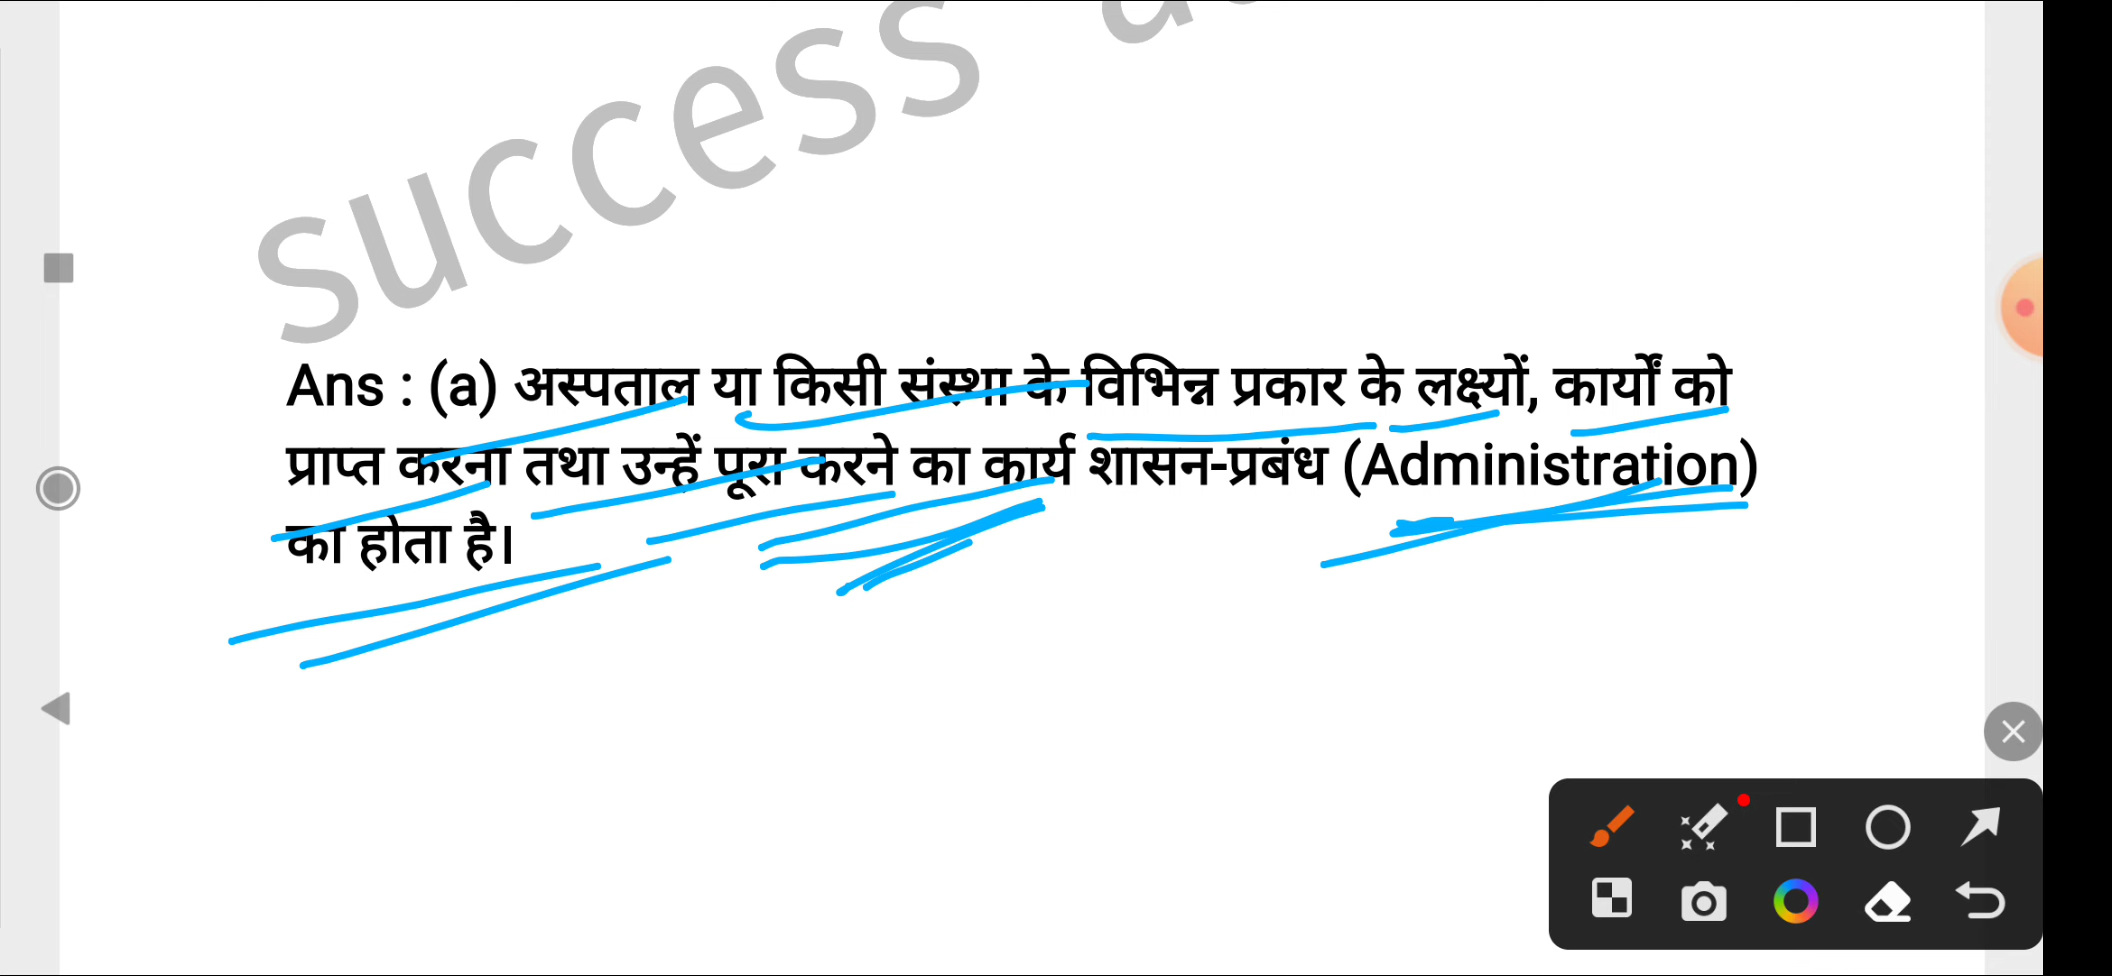 success
Ans : (a) अस्पताल या किसी संस्था के विभिन्न प्रकार के लक्ष्यों, कार्यों को
प्राप्त करना तथा उन्हें पूरा करने का कार्य शासन-प्रबंध (Administration)
का होता है।